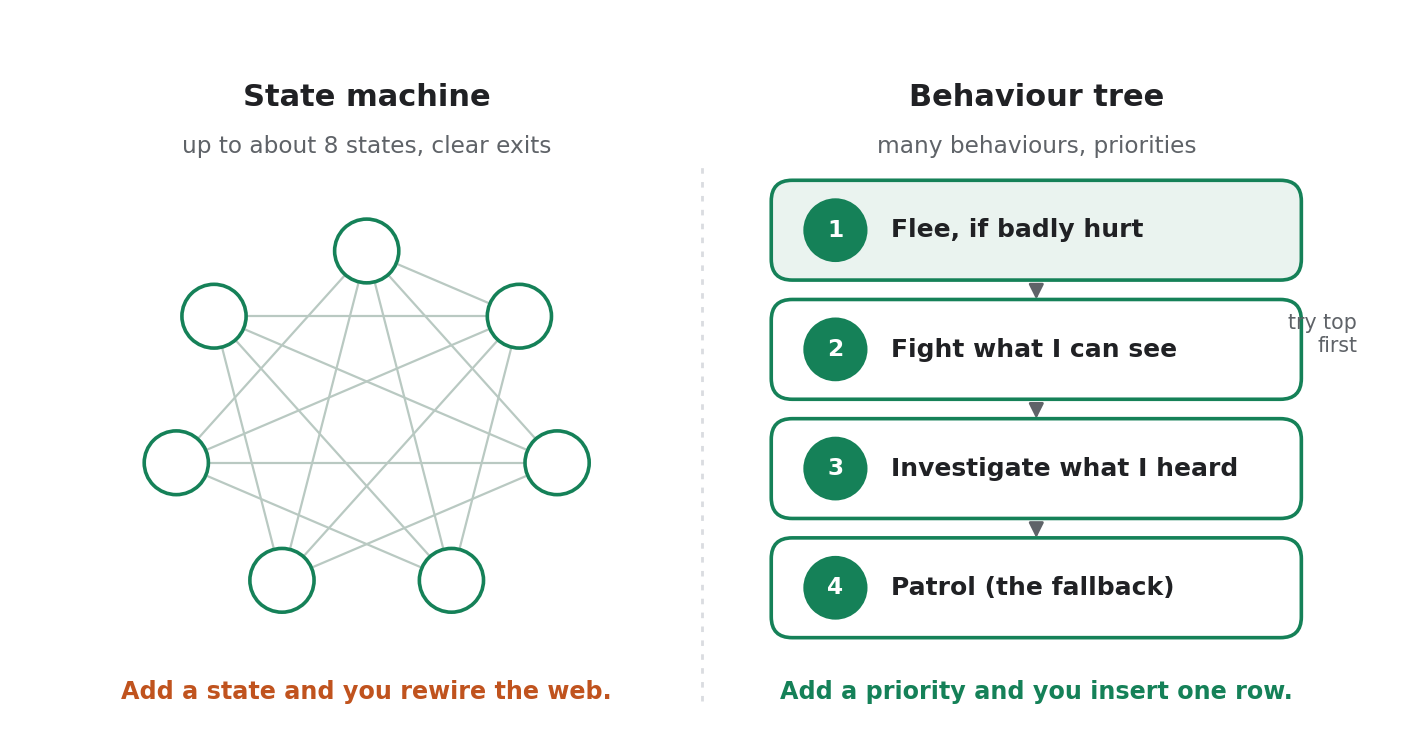 State machine
up to about 8 states, clear exits
Add a state and you rewire the web.
Behaviour tree
many behaviours, priorities
1 Flee, if badly hurt
2 Fight what I can see
try top
first
3 Investigate what I heard
4 Patrol (the fallback)
Add a priority and you insert one row.